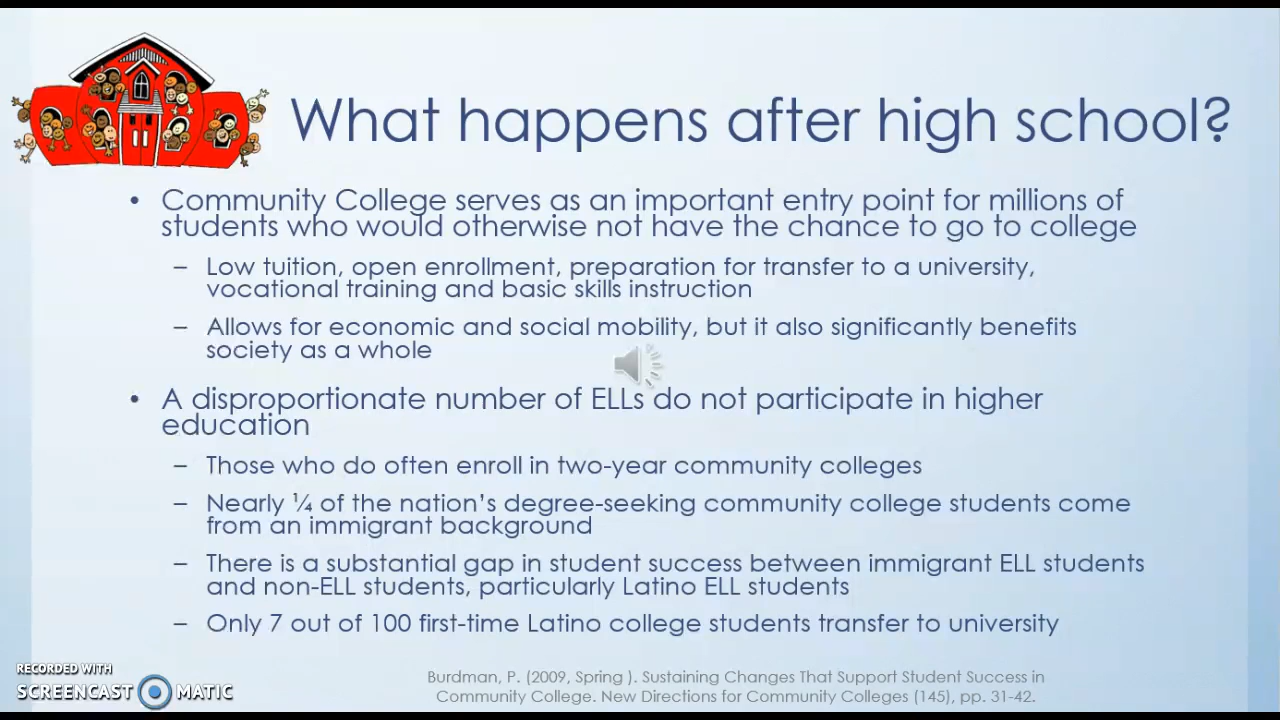 What happens after high school?
• Community College serves as an important entry point for millions of
students who would otherwise not have the chance to go to college
– Low tuition, open enrollment, preparation for transfer to a university,
vocational training and basic skills instruction
– Allows for economic and social mobility, but it also significantly benefits
society as a whole
• A disproportionate number of ELLs do not participate in higher
education
– Those who do often enroll in two-year community colleges
– Nearly ¼ of the nation's degree-seeking community college students come
from an immigrant background
– There is a substantial gap in student success between immigrant ELL students
and non-ELL students, particularly Latino ELL students
– Only 7 out of 100 first-time Latino college students transfer to university
Burdman, P. (2009, Spring ). Sustaining Changes That Support Student Success in
Community College. New Directions for Community Colleges (145), pp. 31-42.
RECORDED WITH
SCREENCAST MATIC